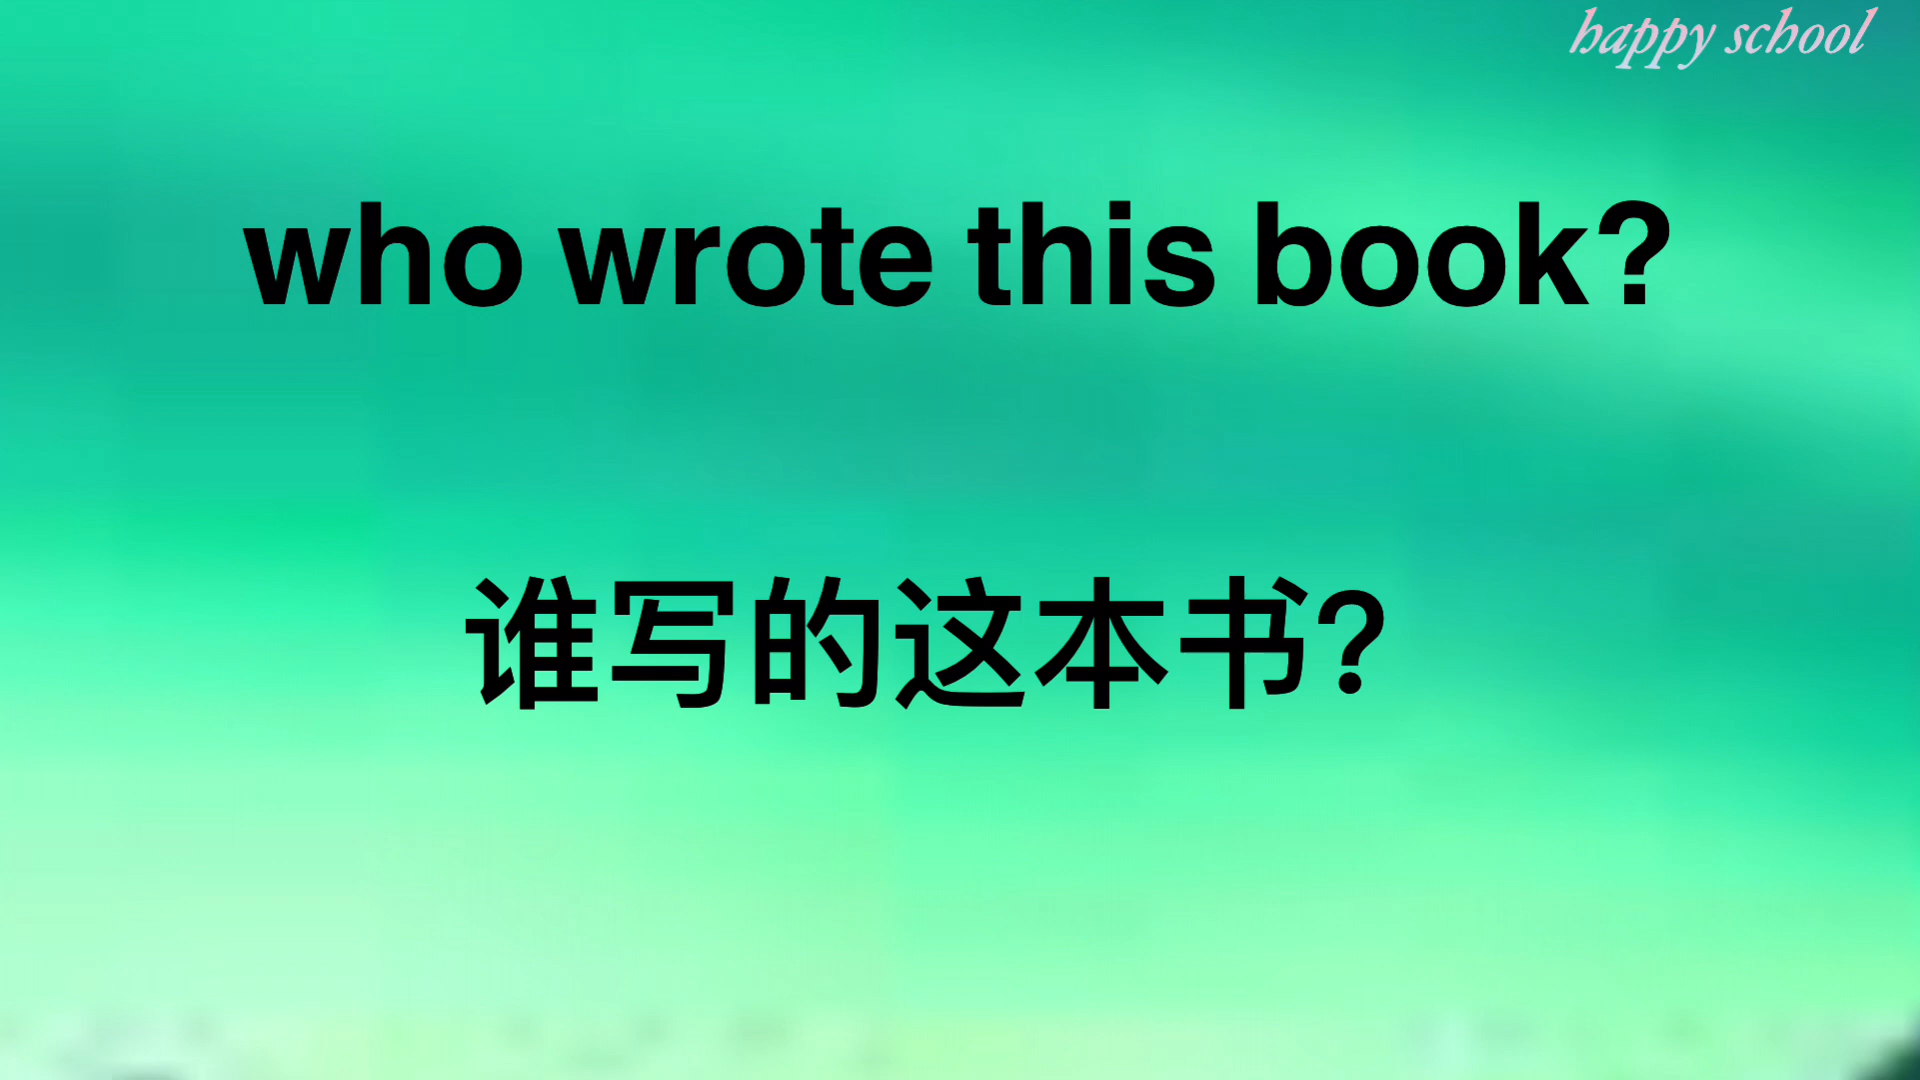 happy school
who wrote this book?
谁写的这本书？